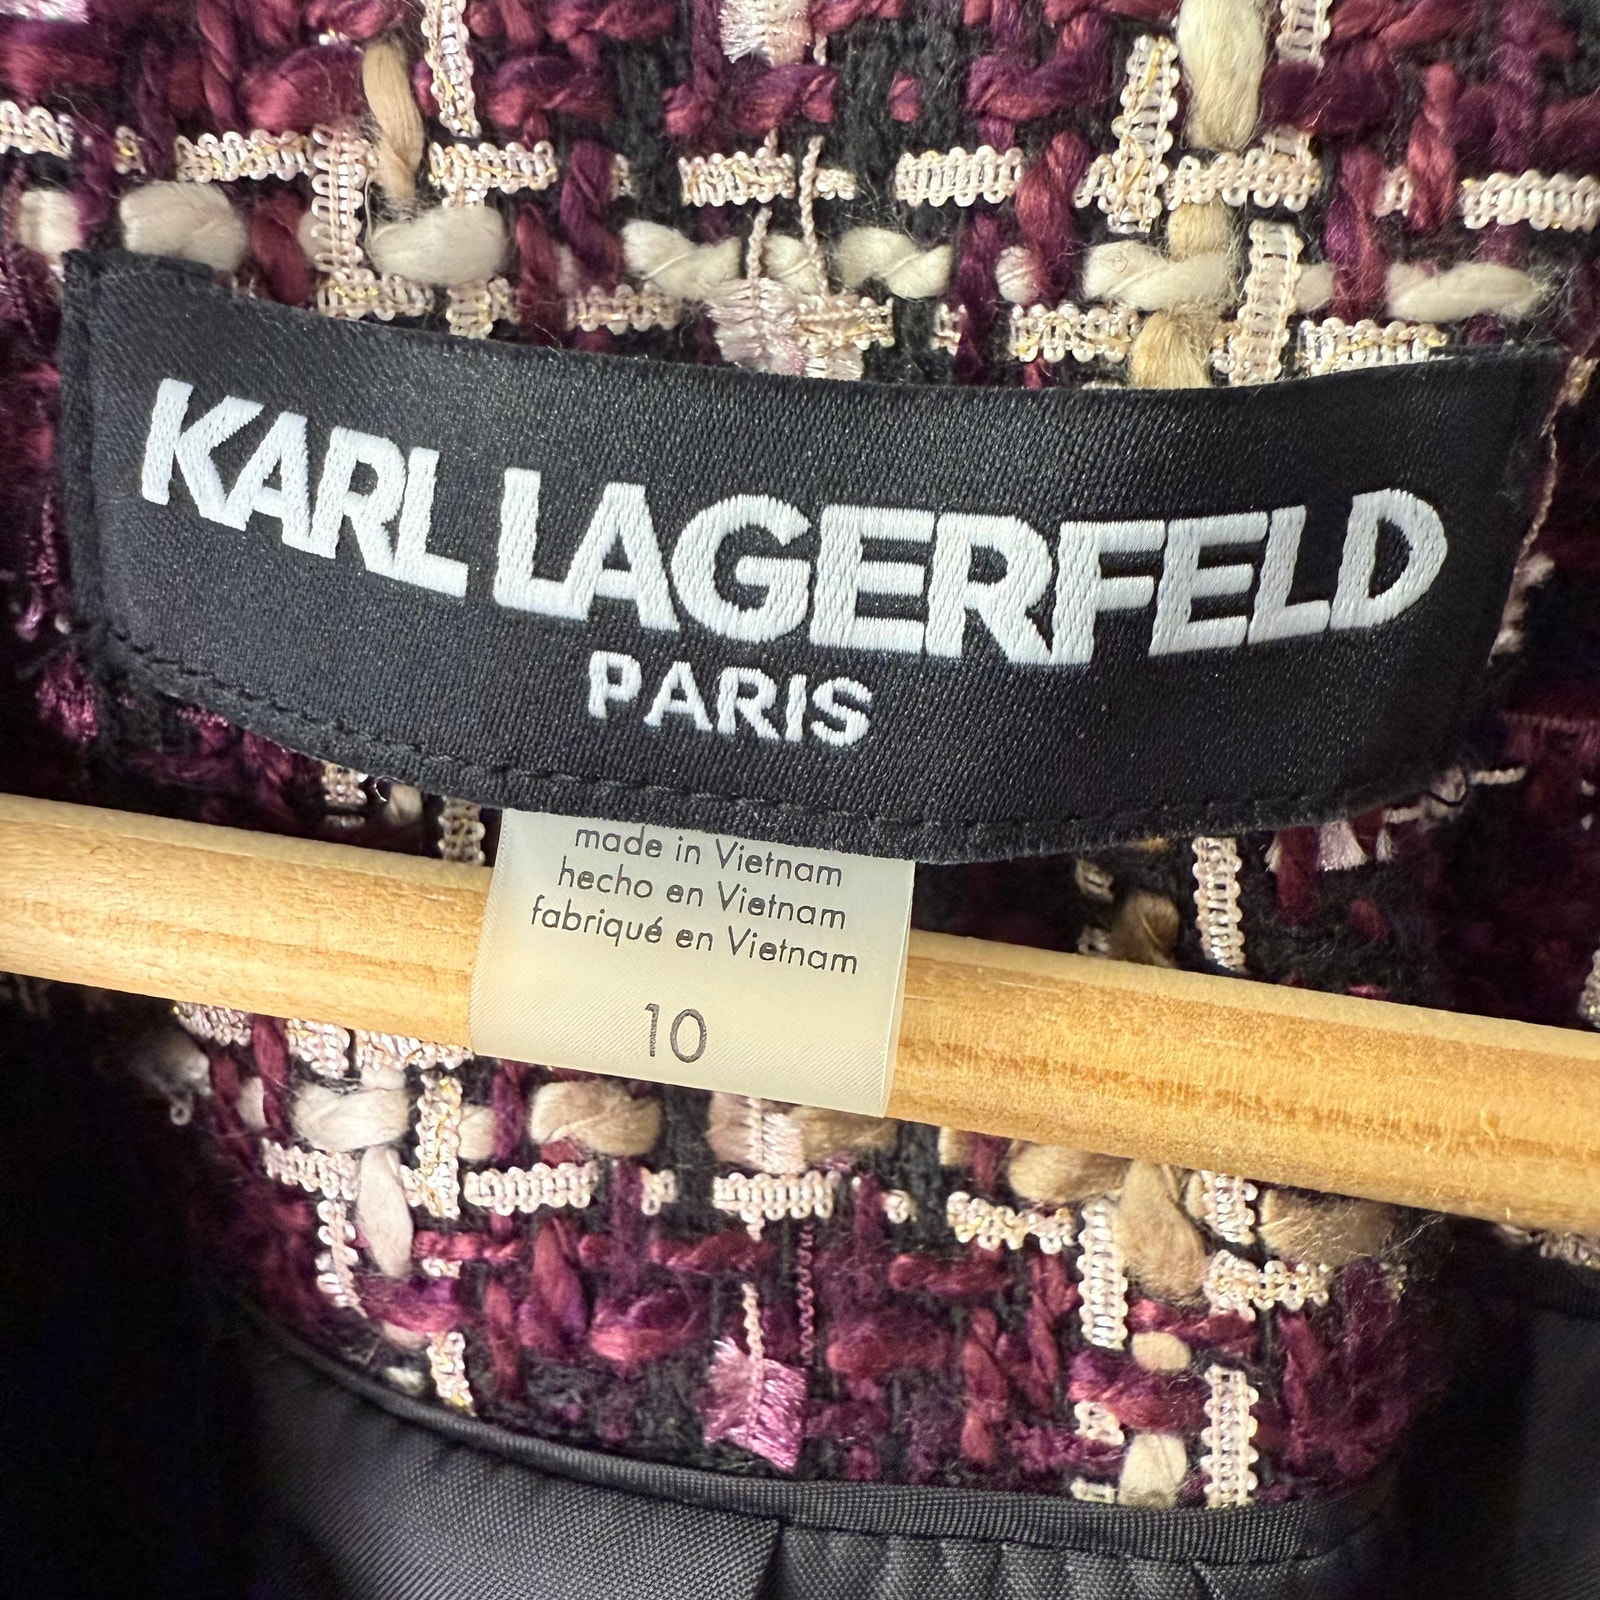 KARL LAGERFELD
PARIS
made in Vietnam
hecho en Vietnam
fabriqué en Vietnam
10